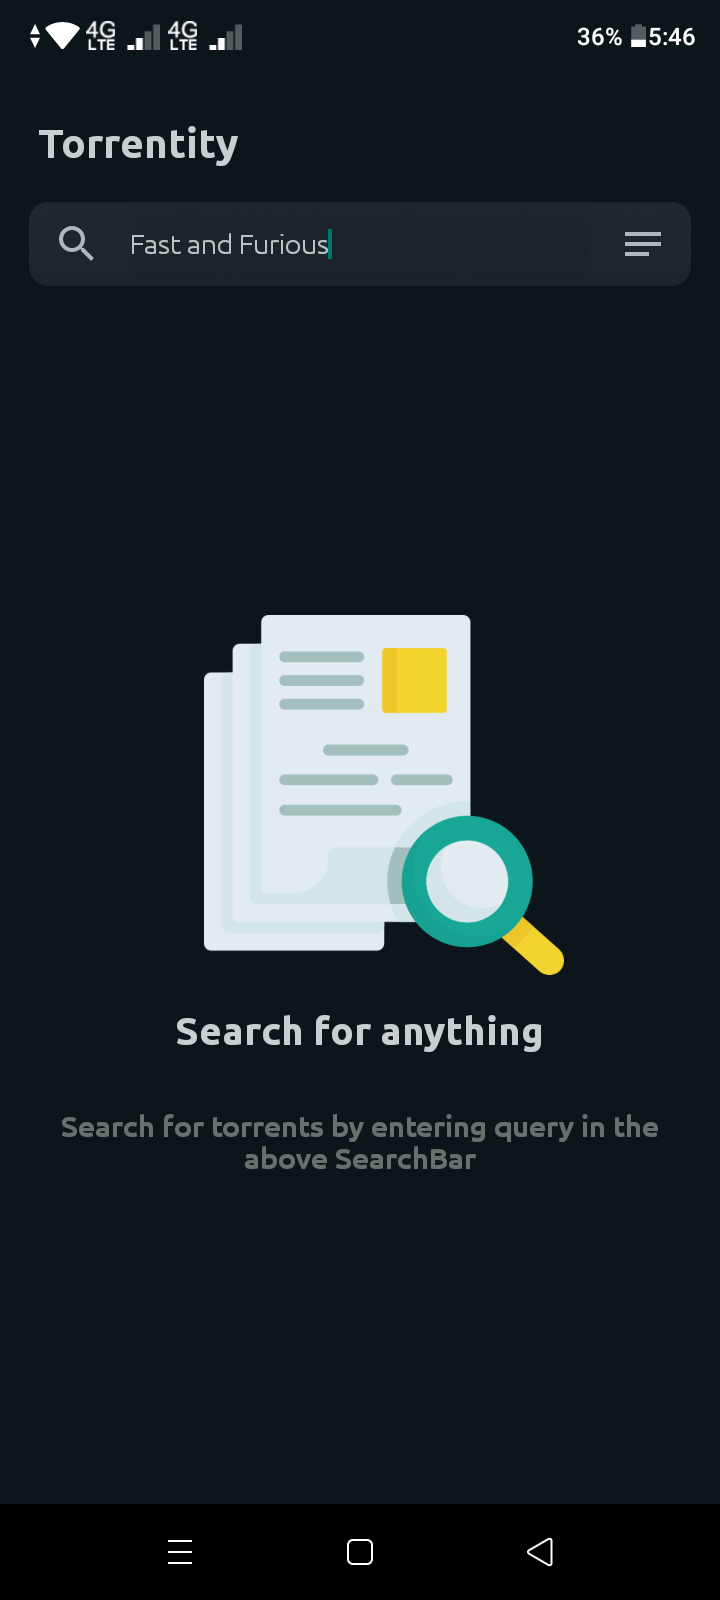 4G LTE 4G LTE 36% 5:46
Torrentity
Fast and Furious
Search for anything
Search for torrents by entering query in the
above SearchBar